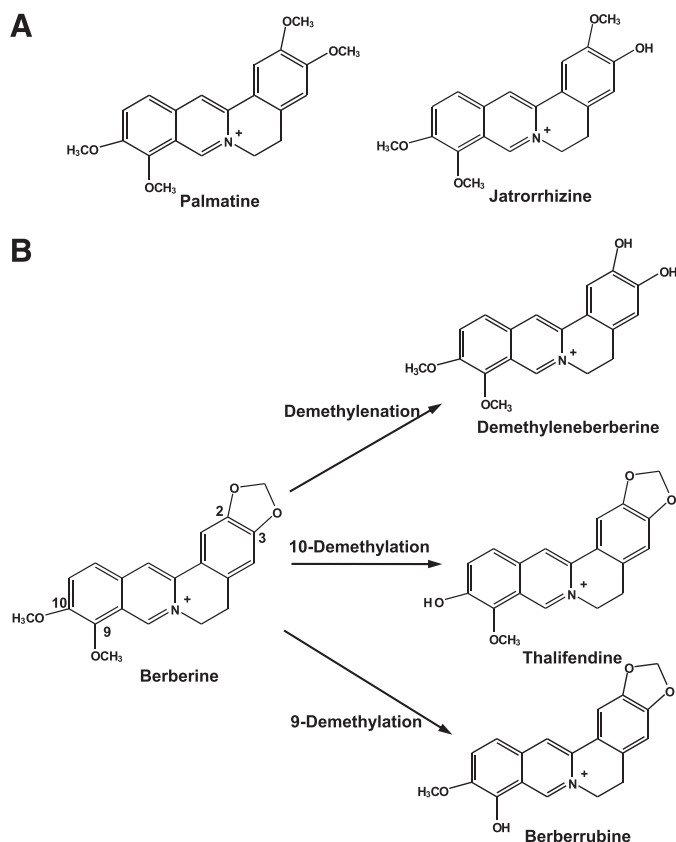 A
OCH3
OCH3
N
+
H3CO
OCH3
Palmatine
OCH3
OH
N
+
H3CO
OCH3
Jatrorrhizine
B
OH
OH
N
+
H3CO
OCH3
Demethyleneberberine
Demethylenation
O
O
2
3
N
+
10
H3CO
9
OCH3
Berberine
10-Demethylation
O
O
N
+
HO
OCH3
Thalifendine
9-Demethylation
O
O
N
+
H3CO
OH
Berberrubine